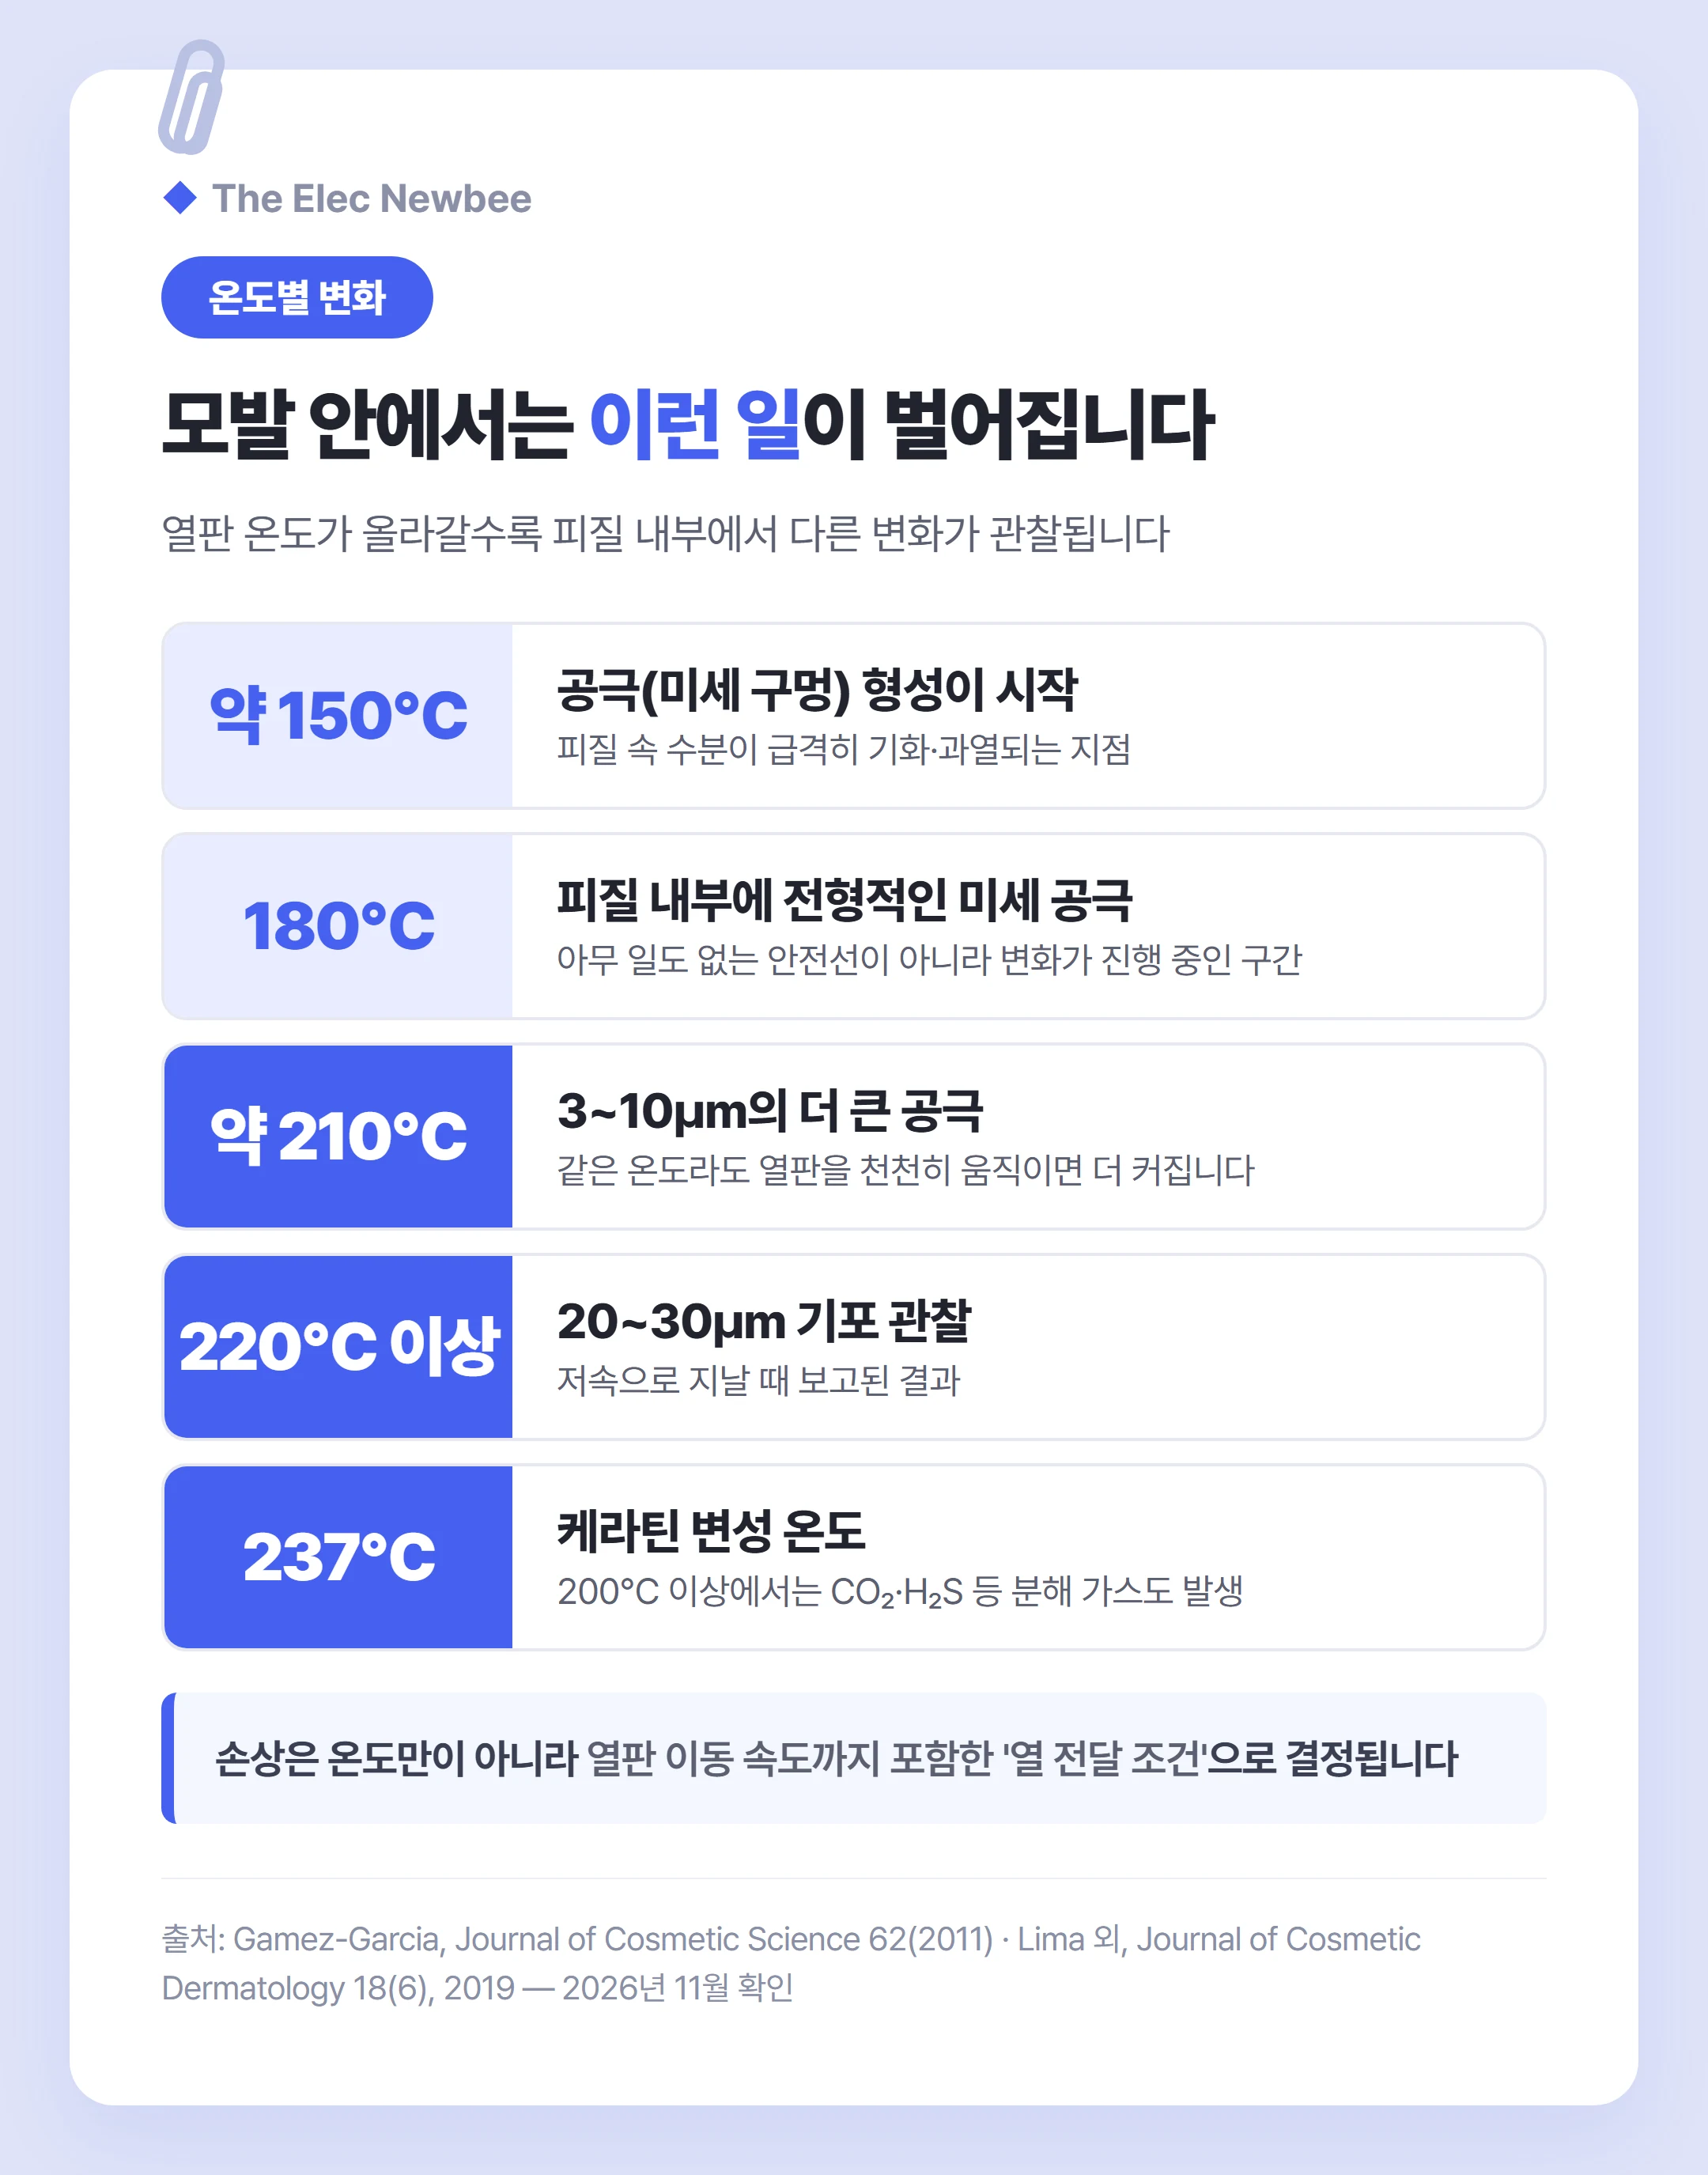 The Elec Newbee
온도별 변화
모발 안에서는 이런 일이 벌어집니다
열판 온도가 올라갈수록 피질 내부에서 다른 변화가 관찰됩니다
약 150°C
공극(미세 구멍) 형성이 시작
피질 속 수분이 급격히 기화·과열되는 지점
180°C
피질 내부에 전형적인 미세 공극
아무 일도 없는 안전선이 아니라 변화가 진행 중인 구간
약 210°C
3~10μm의 더 큰 공극
같은 온도라도 열판을 천천히 움직이면 더 커집니다
220°C 이상
20~30μm 기포 관찰
저속으로 지날 때 보고된 결과
237°C
케라틴 변성 온도
200°C 이상에서는 CO₂·H₂S 등 분해 가스도 발생
손상은 온도만이 아니라 열판 이동 속도까지 포함한 '열 전달 조건'으로 결정됩니다
출처: Gamez-Garcia, Journal of Cosmetic Science 62(2011) · Lima 외, Journal of Cosmetic
Dermatology 18(6), 2019 — 2026년 11월 확인